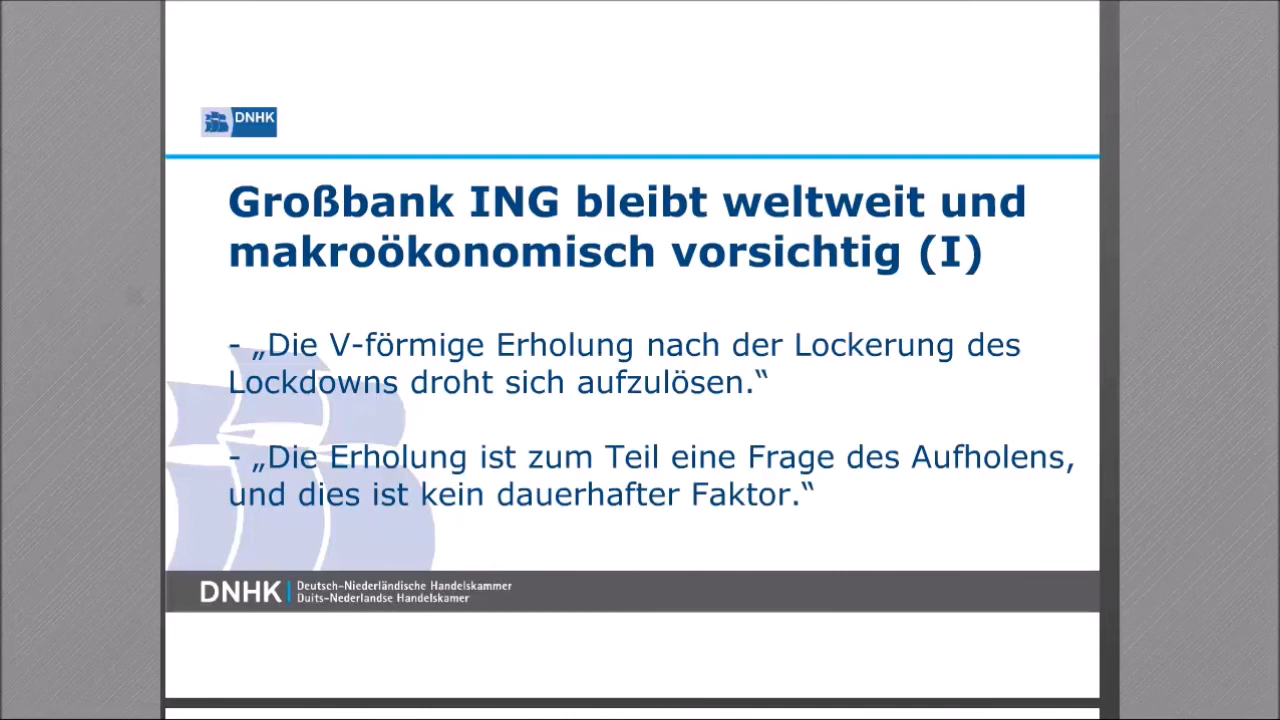 DNHK
Großbank ING bleibt weltweit und
makroökonomisch vorsichtig (I)
- „Die V-förmige Erholung nach der Lockerung des
Lockdowns droht sich aufzulösen.“
- „Die Erholung ist zum Teil eine Frage des Aufholens,
und dies ist kein dauerhafter Faktor.“
DNHK
Deutsch-Niederländische Handelskammer
Duits-Nederlandse Handelskamer